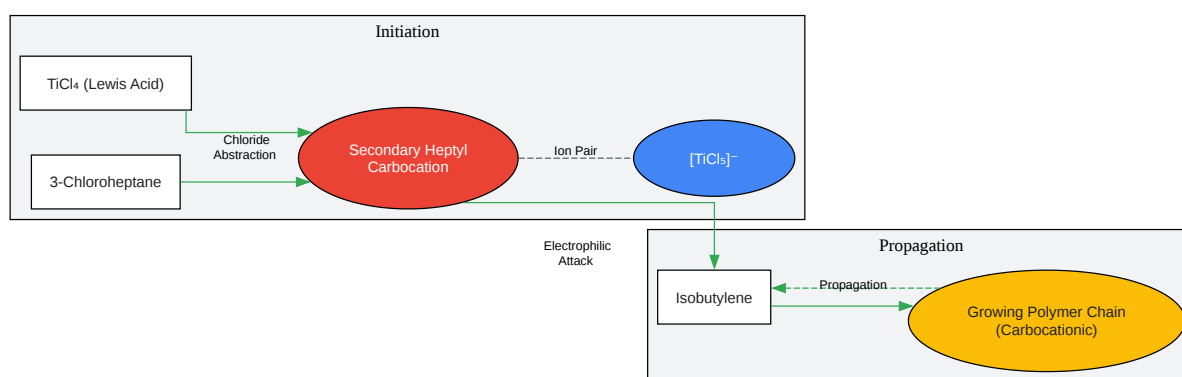 Initiation
TiCl₄ (Lewis Acid)
Chloride
Abstraction
3-Chloroheptane
Secondary Heptyl
Carbocation
Ion Pair
[TiCl₅]⁻
Electrophilic
Attack
Propagation
Isobutylene
Propagation
Growing Polymer Chain
(Carbocationic)